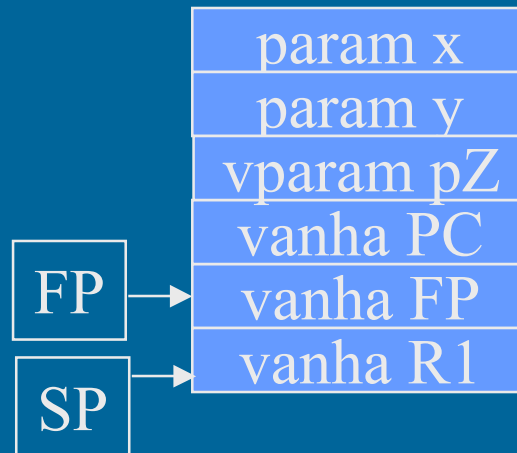 param x
param y
vparam pZ
vanha PC
FP
vanha FP
vanha R1
SP